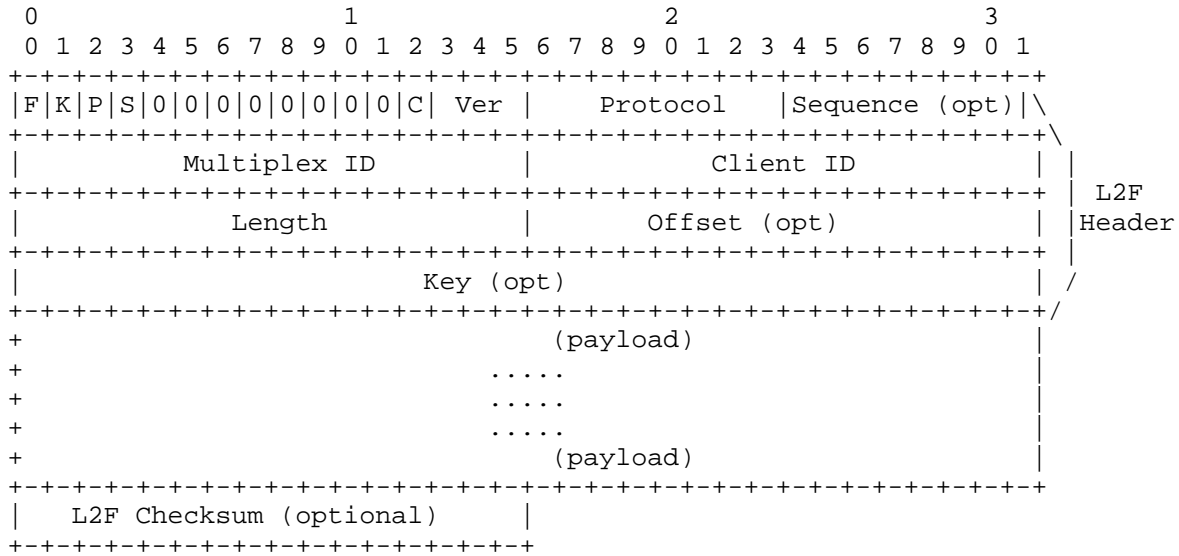 0                   1                   2                   3
 0 1 2 3 4 5 6 7 8 9 0 1 2 3 4 5 6 7 8 9 0 1 2 3 4 5 6 7 8 9 0 1
+-+-+-+-+-+-+-+-+-+-+-+-+-+-+-+-+-+-+-+-+-+-+-+-+-+-+-+-+-+-+-+-+
|F|K|P|S|0|0|0|0|0|0|0|0|C| Ver |    Protocol   |Sequence (opt)|\
+-+-+-+-+-+-+-+-+-+-+-+-+-+-+-+-+-+-+-+-+-+-+-+-+-+-+-+-+-+-+-+-+\
|          Multiplex ID         |           Client ID           | |
+-+-+-+-+-+-+-+-+-+-+-+-+-+-+-+-+-+-+-+-+-+-+-+-+-+-+-+-+-+-+-+-+ | L2F
|             Length            |       Offset (opt)            | |Header
+-+-+-+-+-+-+-+-+-+-+-+-+-+-+-+-+-+-+-+-+-+-+-+-+-+-+-+-+-+-+-+-+ |
|                         Key (opt)                             | /
+-+-+-+-+-+-+-+-+-+-+-+-+-+-+-+-+-+-+-+-+-+-+-+-+-+-+-+-+-+-+-+-+/
+                                 (payload)                     |
+                             .....                             |
+                             .....                             |
+                             .....                             |
+                                 (payload)                     |
+-+-+-+-+-+-+-+-+-+-+-+-+-+-+-+-+-+-+-+-+-+-+-+-+-+-+-+-+-+-+-+-+
|   L2F Checksum (optional)     |
+-+-+-+-+-+-+-+-+-+-+-+-+-+-+-+-+